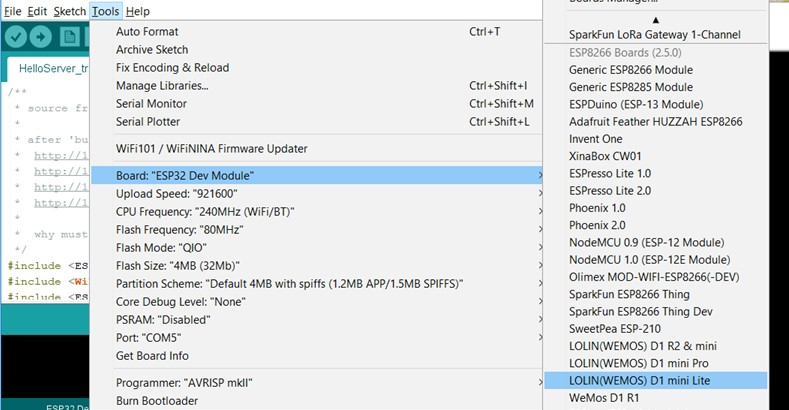 File Edit Sketch Tools Help
HelloServer_tr
/**
* source fr
*
* after 'bu
* http://1
* http://1
* http://1
* http://1
*
* why must
*/
#include <ES
#include <Wi
#include <ES
ESP32 De
Auto Format Ctrl+T
Archive Sketch
Fix Encoding & Reload
Manage Libraries... Ctrl+Shift+I
Serial Monitor Ctrl+Shift+M
Serial Plotter Ctrl+Shift+L
WiFi101 / WiFiNINA Firmware Updater
Board: "ESP32 Dev Module"
Upload Speed: "921600"
CPU Frequency: "240MHz (WiFi/BT)"
Flash Frequency: "80MHz"
Flash Mode: "QIO"
Flash Size: "4MB (32Mb)"
Partition Scheme: "Default 4MB with spiffs (1.2MB APP/1.5MB SPIFFS)"
Core Debug Level: "None"
PSRAM: "Disabled"
Port: "COM5"
Get Board Info
Programmer: "AVRISP mkII"
Burn Bootloader
Boards Manager...
SparkFun LoRa Gateway 1-Channel
ESP8266 Boards (2.5.0)
Generic ESP8266 Module
Generic ESP8285 Module
ESPDuino (ESP-13 Module)
Adafruit Feather HUZZAH ESP8266
Invent One
XinaBox CW01
ESPresso Lite 1.0
ESPresso Lite 2.0
Phoenix 1.0
Phoenix 2.0
NodeMCU 0.9 (ESP-12 Module)
NodeMCU 1.0 (ESP-12E Module)
Olimex MOD-WIFI-ESP8266(-DEV)
SparkFun ESP8266 Thing
SparkFun ESP8266 Thing Dev
SweetPea ESP-210
LOLIN(WEMOS) D1 R2 & mini
LOLIN(WEMOS) D1 mini Pro
LOLIN(WEMOS) D1 mini Lite
WeMos D1 R1